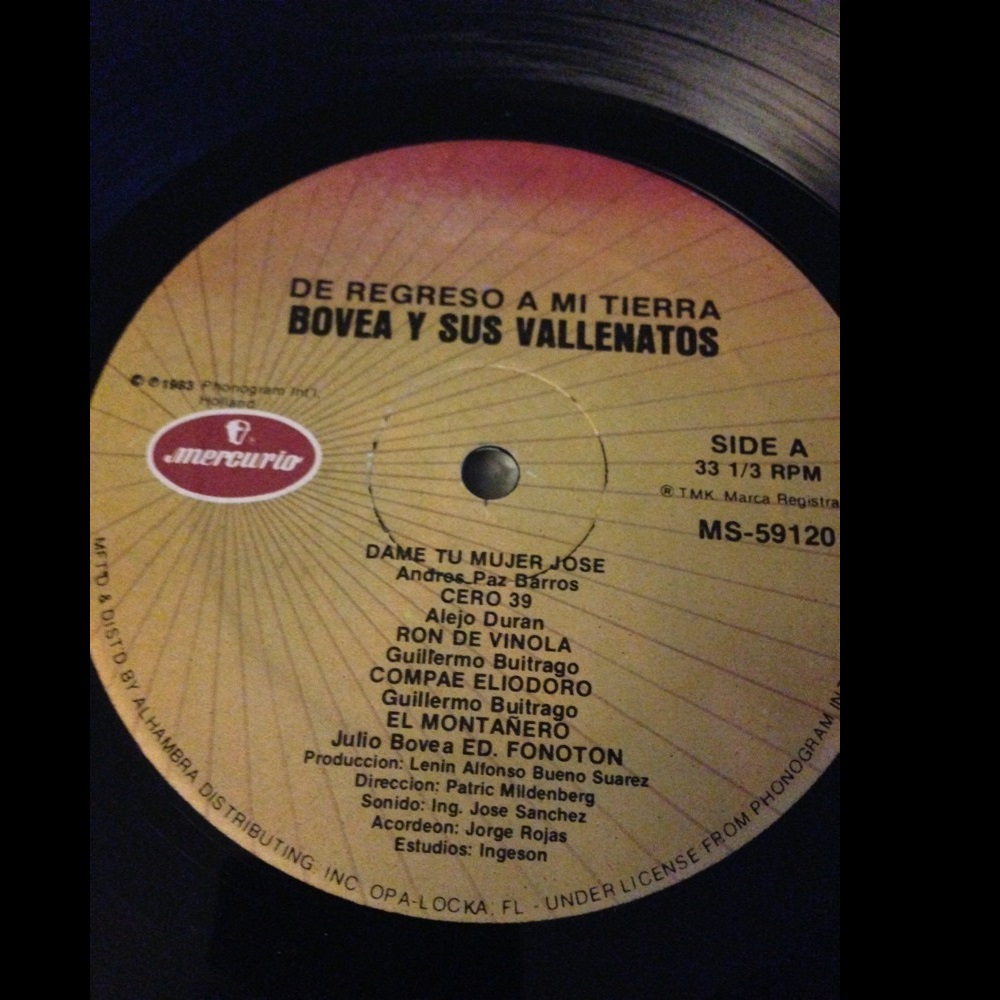 DE REGRESO A MI TIERRA
BOVEA Y SUS VALLENATOS
© ℗ 1983 Phonogram Int'l.
Holland
mercurio
SIDE A
33 1/3 RPM
® T.M.K. Marca Registra
MS-59120
DAME TU MUJER JOSE
Andres Paz Barros
CERO 39
Alejo Duran
RON DE VINOLA
Guillermo Buitrago
COMPAE ELIODORO
Guillermo Buitrago
EL MONTAÑERO
Julio Bovea ED. FONOTON
Produccion: Lenin Alfonso Bueno Suarez
Direccion: Patric Mildenberg
Sonido: Ing. Jose Sanchez
Acordeon: Jorge Rojas
Estudios: Ingeson
MFT'D & DIST'D BY ALHAMBRA DISTRIBUTING. INC. OPA-LOCKA, FL - UNDER LICENSE FROM PHONOGRAM IN